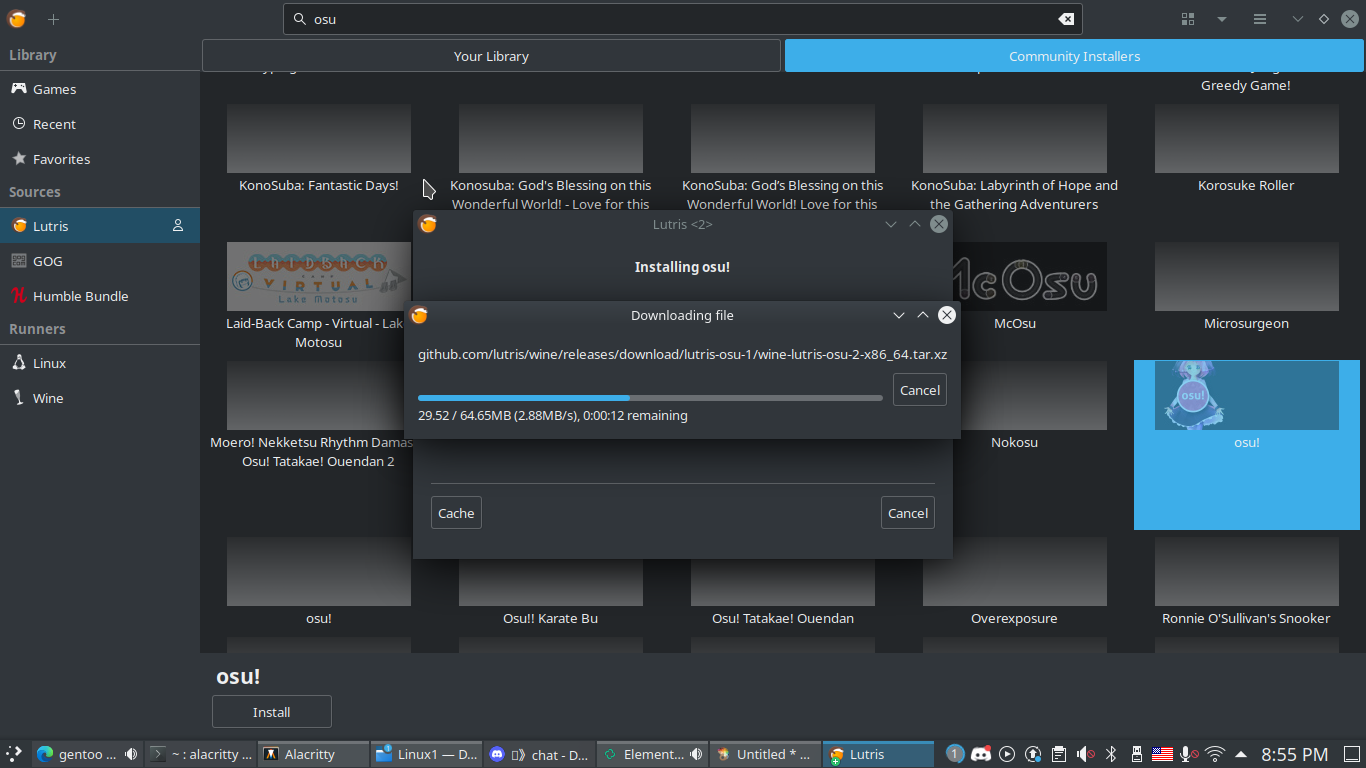 osu
Library
Your Library
Community Installers
Games
Greedy Game!
Recent
Favorites
KonoSuba: Fantastic Days!
Konosuba: God's Blessing on this
Wonderful World! - Love for this
KonoSuba: God’s Blessing on this
Wonderful World! Love for this
KonoSuba: Labyrinth of Hope and
the Gathering Adventurers
Korosuke Roller
Sources
Lutris
GOG
Humble Bundle
Runners
Linux
Wine
Lutris <2>
Installing osu!
LAIDBACK
VIRTUAL
Lake Motosu
Laid-Back Camp - Virtual - Lak
Motosu
McOsu
McOsu
Microsurgeon
Downloading file
github.com/lutris/wine/releases/download/lutris-osu-1/wine-lutris-osu-2-x86_64.tar.xz
Cancel
29.52 / 64.65MB (2.88MB/s), 0:00:12 remaining
Moero! Nekketsu Rhythm Damas
Osu! Tatakae! Ouendan 2
Nokosu
osu!
osu!
Cache
Cancel
osu!
Osu!! Karate Bu
Osu! Tatakae! Ouendan
Overexposure
Ronnie O'Sullivan's Snooker
osu!
Install
gentoo ...
~ : alacritty ...
Alacritty
Linux1 — D...
chat - D...
Element...
Untitled * ...
Lutris
1
8:55 PM